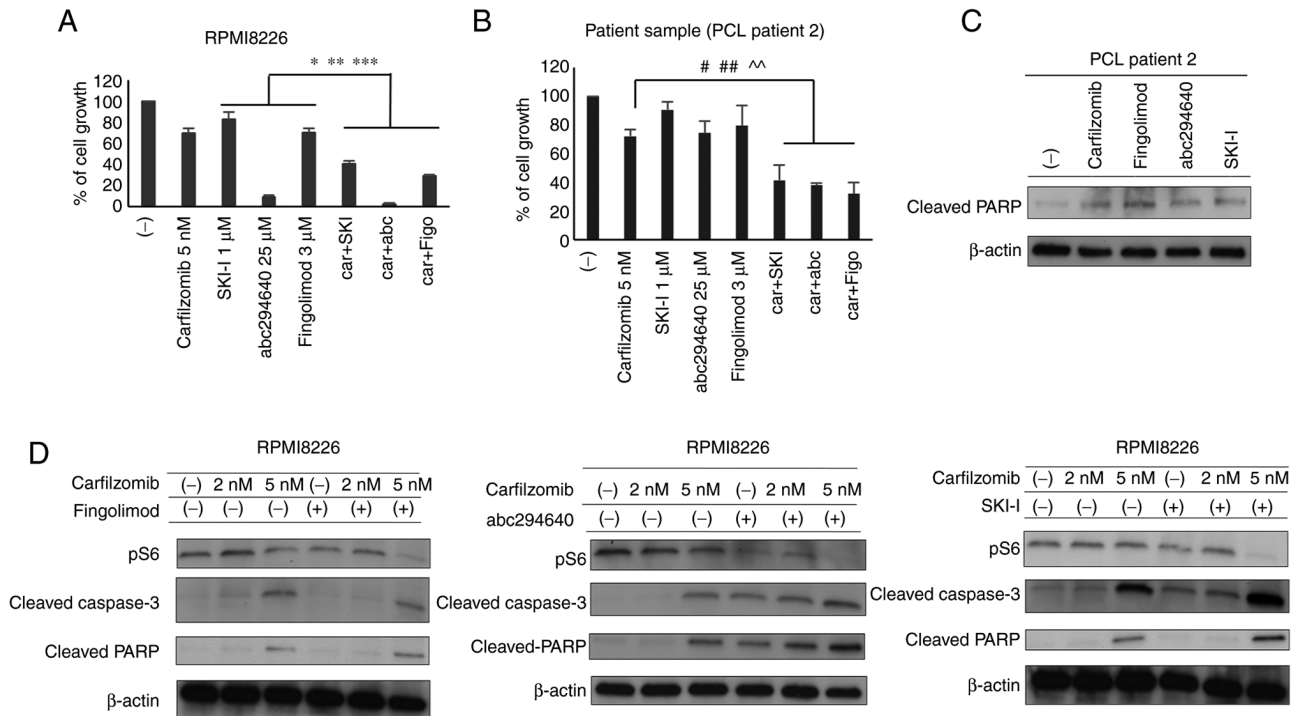 A
RPMI8226
* ** ***
% of cell growth
120
100
80
60
40
20
0
(–)
Carfilzomib 5 nM
SKI-I 1 μM
abc294640 25 μM
Fingolimod 3 μM
car+SKI
car+abc
car+Figo
B
Patient sample (PCL patient 2)
# ## ^^
% of cell growth
120
100
80
60
40
20
0
(–)
Carfilzomib 5 nM
SKI-I 1 μM
abc294640 25 μM
Fingolimod 3 μM
car+SKI
car+abc
car+Figo
C
PCL patient 2
(–)
Carfilzomib
Fingolimod
abc294640
SKI-I
Cleaved PARP
β-actin
D
RPMI8226
Carfilzomib (–) 2 nM 5 nM (–) 2 nM 5 nM
Fingolimod (–) (–) (–) (+) (+) (+)
pS6
Cleaved caspase-3
Cleaved PARP
β-actin
RPMI8226
Carfilzomib (–) 2 nM 5 nM (–) 2 nM 5 nM
abc294640 (–) (–) (–) (+) (+) (+)
pS6
Cleaved caspase-3
Cleaved-PARP
β-actin
RPMI8226
Carfilzomib (–) 2 nM 5 nM (–) 2 nM 5 nM
SKI-I (–) (–) (–) (+) (+) (+)
pS6
Cleaved caspase-3
Cleaved PARP
β-actin